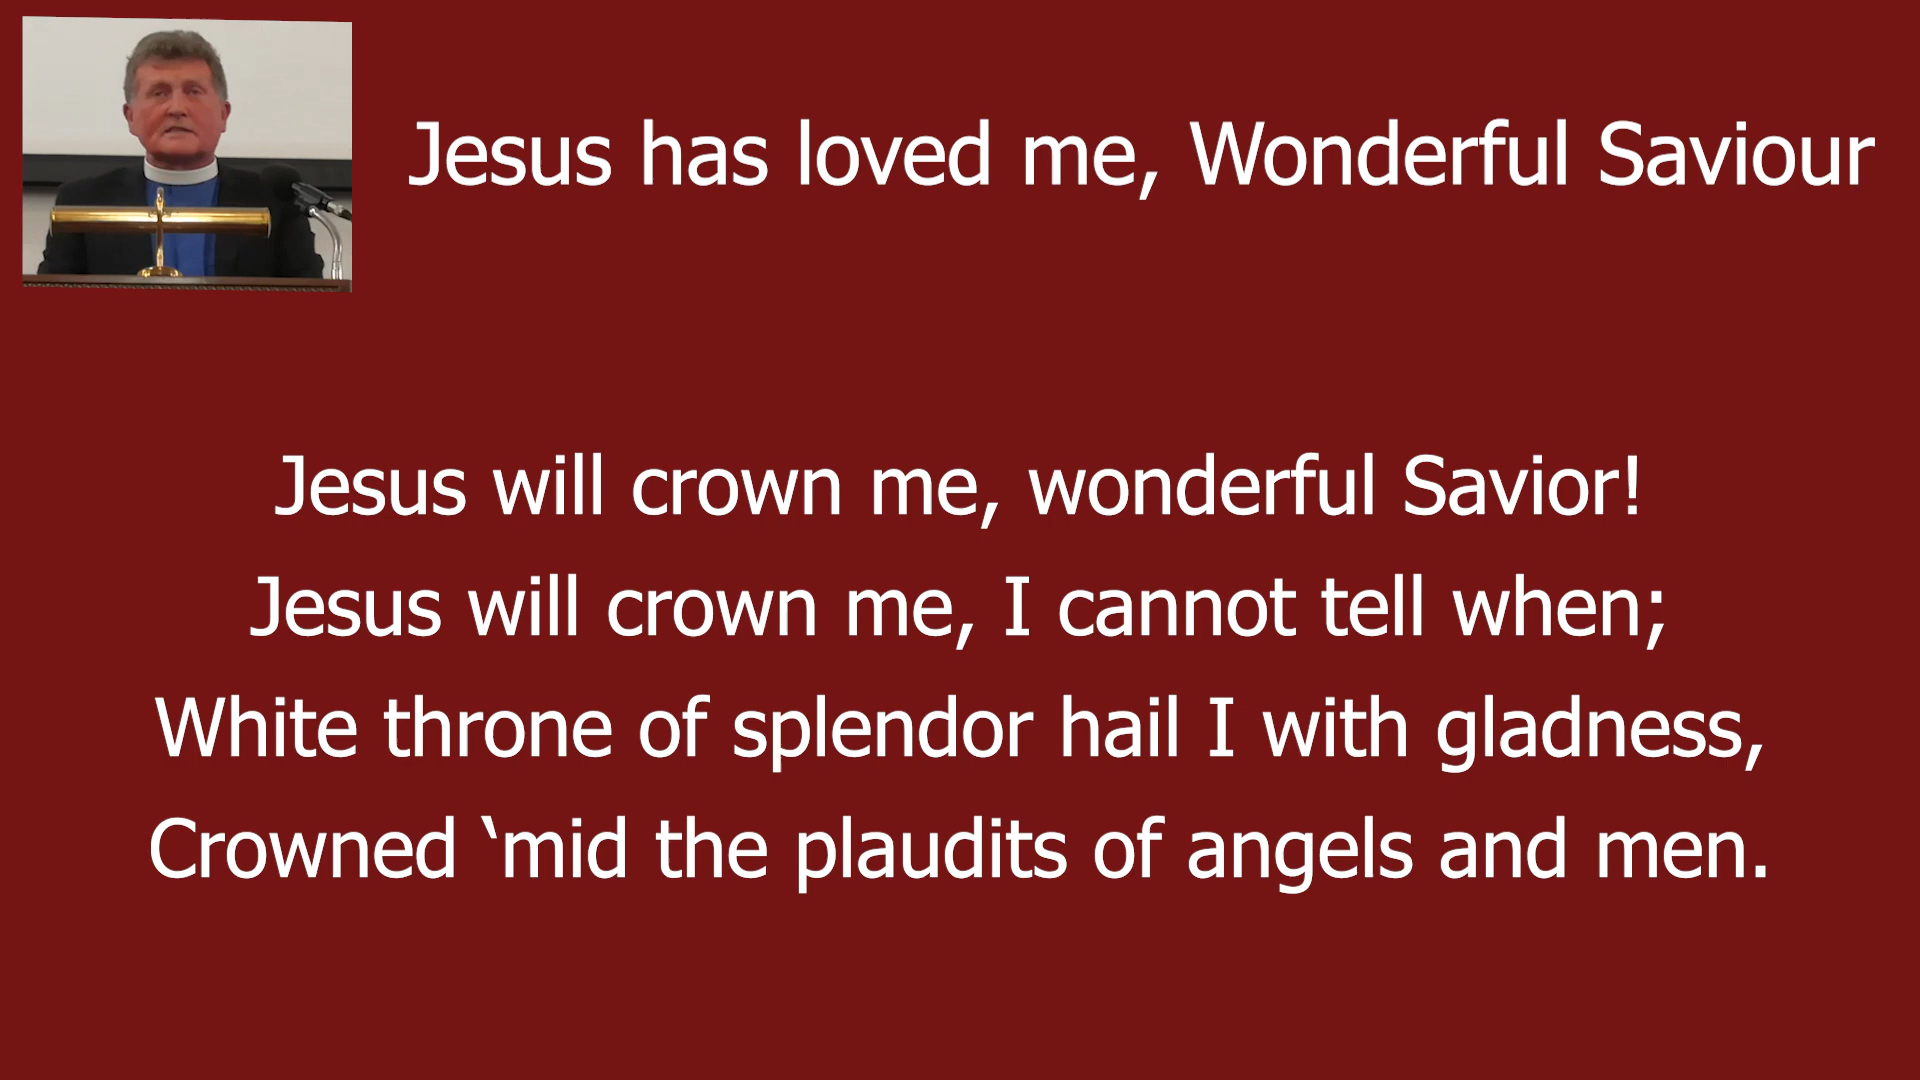 Jesus has loved me, Wonderful Saviour
Jesus will crown me, wonderful Savior!
Jesus will crown me, I cannot tell when;
White throne of splendor hail I with gladness,
Crowned ‘mid the plaudits of angels and men.